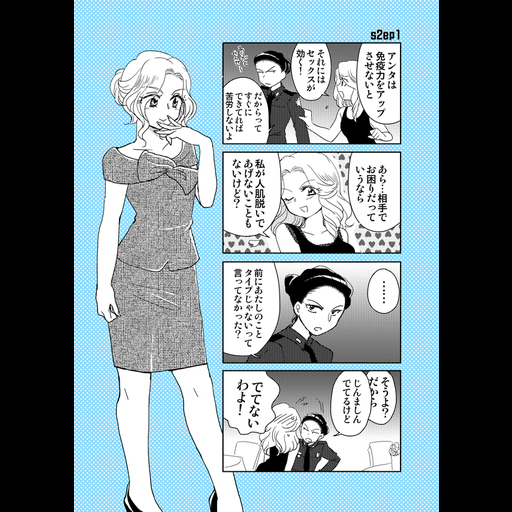 s2ep1
アンタは
免疫力をアップ
させないと
それには
セックスが
効く！
だからって
すぐに
できてれば
苦労しないよ
あら…相手で
お困りだって
いうなら
私が人肌脱いで
あげないことも
ないけど？
……
前にあたしのこと
タイプじゃないって
言ってなかった？
そうよ？
だから
じんましん
でてるけど
でてない
わよ！